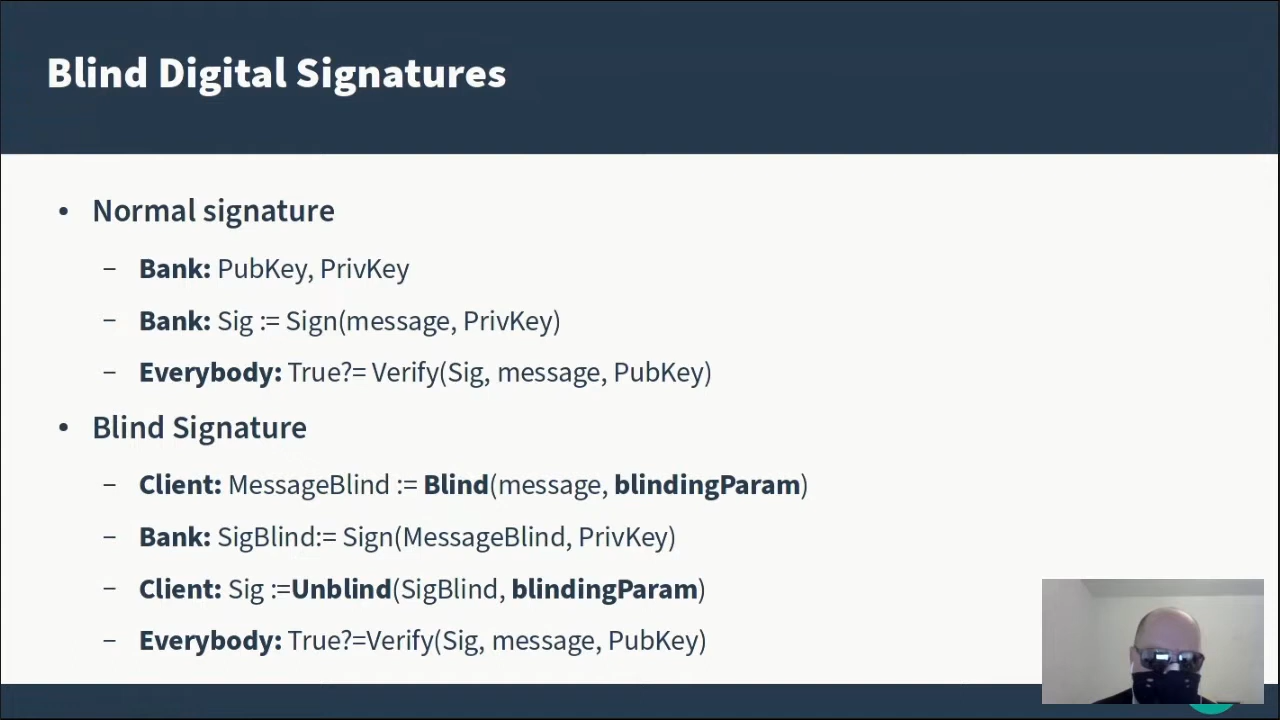 Blind Digital Signatures
• Normal signature
– Bank: PubKey, PrivKey
– Bank: Sig := Sign(message, PrivKey)
– Everybody: True?= Verify(Sig, message, PubKey)
• Blind Signature
– Client: MessageBlind := Blind(message, blindingParam)
– Bank: SigBlind:= Sign(MessageBlind, PrivKey)
– Client: Sig :=Unblind(SigBlind, blindingParam)
– Everybody: True?=Verify(Sig, message, PubKey)